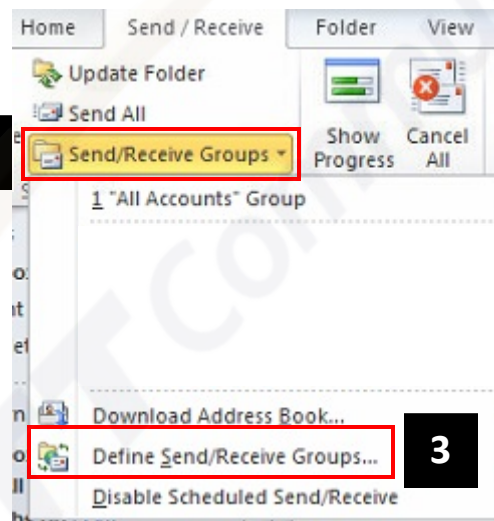 Home Send / Receive Folder View
Update Folder
Send All
Send/Receive Groups
Show Progress
Cancel All
1 "All Accounts" Group
Download Address Book...
Define Send/Receive Groups...
3
Disable Scheduled Send/Receive